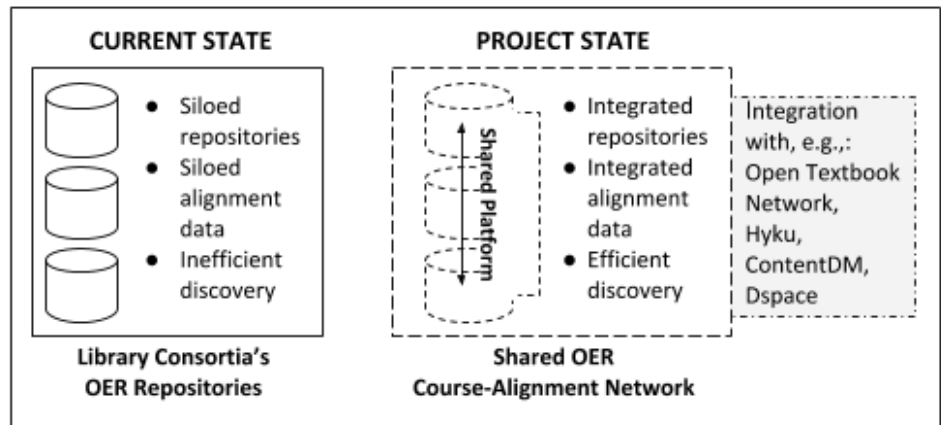 CURRENT STATE
● Siloed
repositories
● Siloed
alignment
data
● Inefficient
discovery
Library Consortia's
OER Repositories
PROJECT STATE
Shared Platform
● Integrated
repositories
● Integrated
alignment
data
● Efficient
discovery
Shared OER
Course-Alignment Network
Integration
with, e.g.,:
Open Textbook
Network,
Hyku,
ContentDM,
Dspace